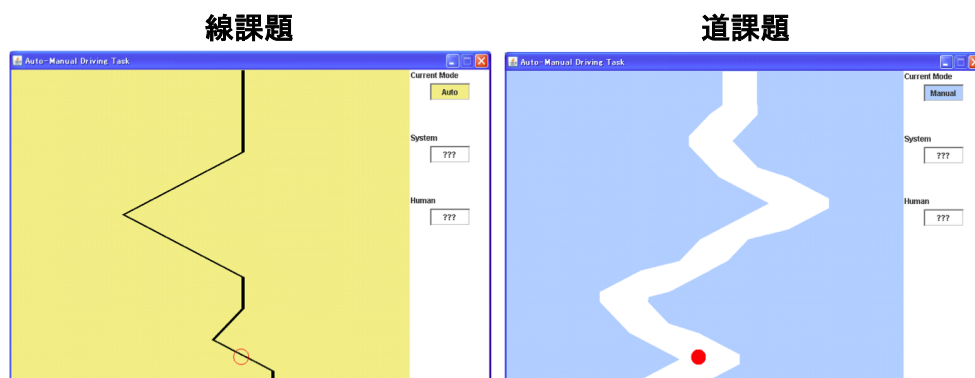 線課題
道課題
Auto-Manual Driving Task
Current Mode
Auto
System
???
Human
???
Auto-Manual Driving Task
Current Mode
Manual
System
???
Human
???